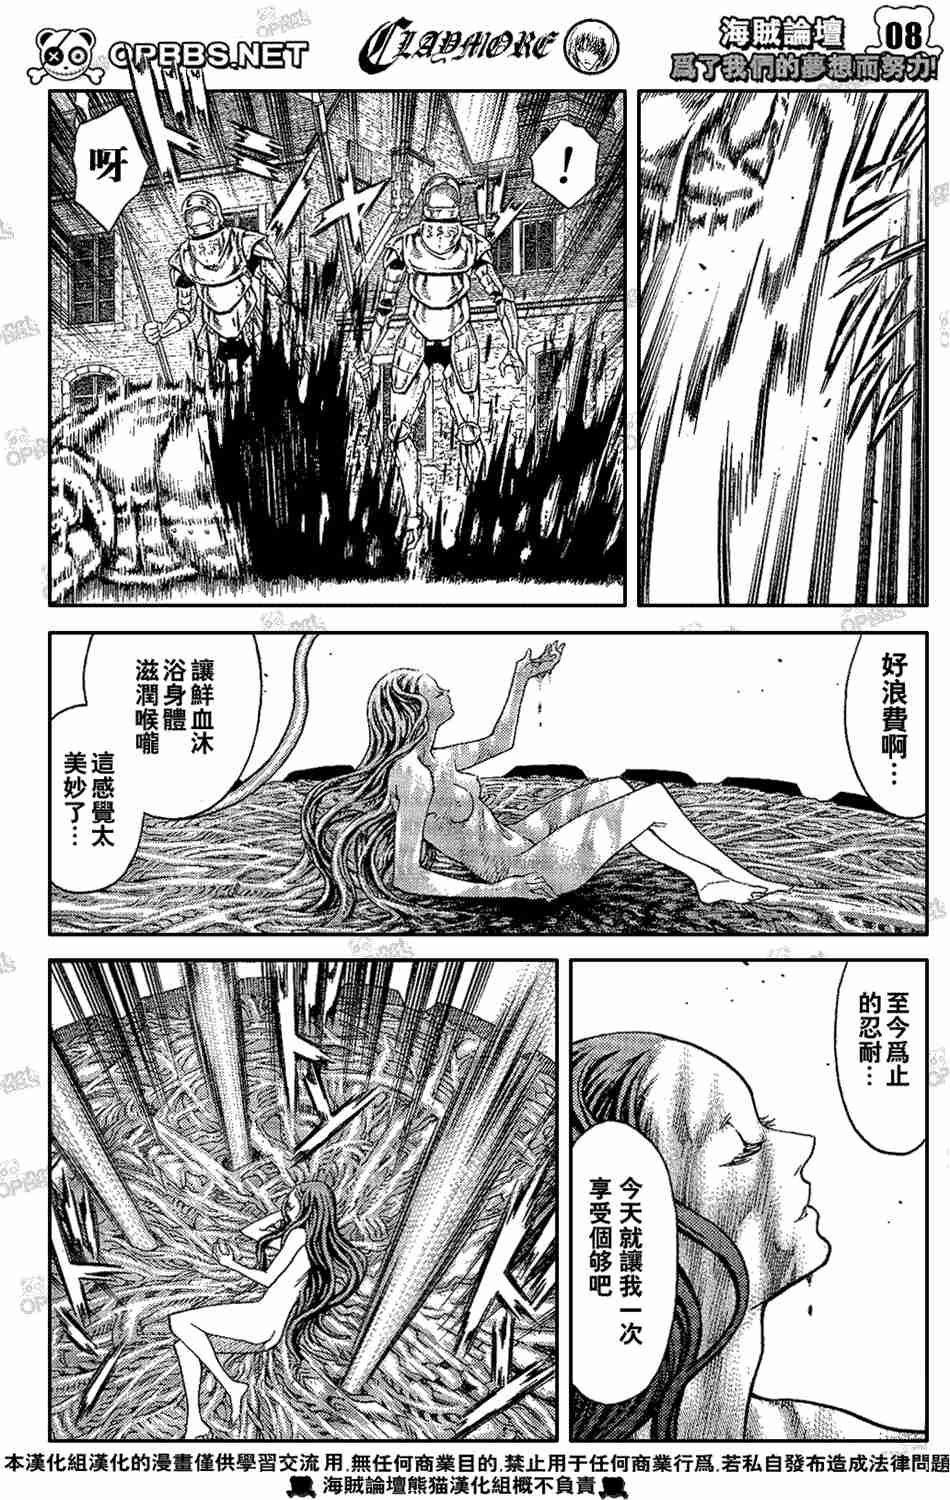 OPBBS.NET
CLAYMORE
海賊論壇
爲了我們的夢想而努力!
08
!
呀
好浪費啊…
讓鮮血沐
浴身體
滋潤喉嚨
這感覺太
美妙了…
至今爲止
的忍耐…
今天就讓我一次
享受個够吧
本漢化組漢化的漫畫僅供學習交流用.無任何商業目的.禁止用于任何商業行爲.若私自發布造成法律問題
海賊論壇熊猫漢化組概不負責